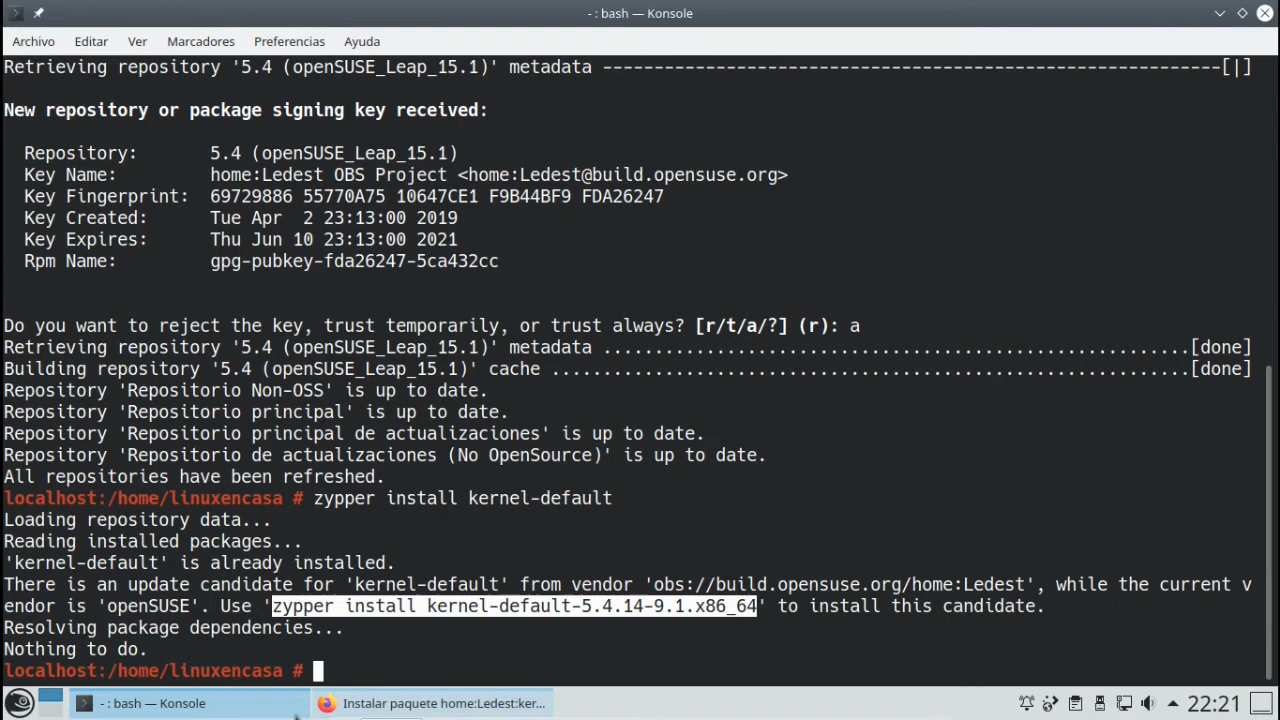 - : bash — Konsole
Archivo Editar Ver Marcadores Preferencias Ayuda
Retrieving repository '5.4 (openSUSE_Leap_15.1)' metadata ------------------------------------------------------------[|]
New repository or package signing key received:
Repository: 5.4 (openSUSE_Leap_15.1)
Key Name: home:Ledest OBS Project <home:Ledest@build.opensuse.org>
Key Fingerprint: 69729886 55770A75 10647CE1 F9B44BF9 FDA26247
Key Created: Tue Apr 2 23:13:00 2019
Key Expires: Thu Jun 10 23:13:00 2021
Rpm Name: gpg-pubkey-fda26247-5ca432cc
Do you want to reject the key, trust temporarily, or trust always? [r/t/a/?] (r): a
Retrieving repository '5.4 (openSUSE_Leap_15.1)' metadata .........................................................[done]
Building repository '5.4 (openSUSE_Leap_15.1)' cache ..............................................................[done]
Repository 'Repositorio Non-OSS' is up to date.
Repository 'Repositorio principal' is up to date.
Repository 'Repositorio principal de actualizaciones' is up to date.
Repository 'Repositorio de actualizaciones (No OpenSource)' is up to date.
All repositories have been refreshed.
localhost:/home/linuxencasa # zypper install kernel-default
Loading repository data...
Reading installed packages...
'kernel-default' is already installed.
There is an update candidate for 'kernel-default' from vendor 'obs://build.opensuse.org/home:Ledest', while the current v
endor is 'openSUSE'. Use 'zypper install kernel-default-5.4.14-9.1.x86_64' to install this candidate.
Resolving package dependencies...
Nothing to do.
localhost:/home/linuxencasa #
- : bash — Konsole Instalar paquete home:Ledest:ker... 22:21